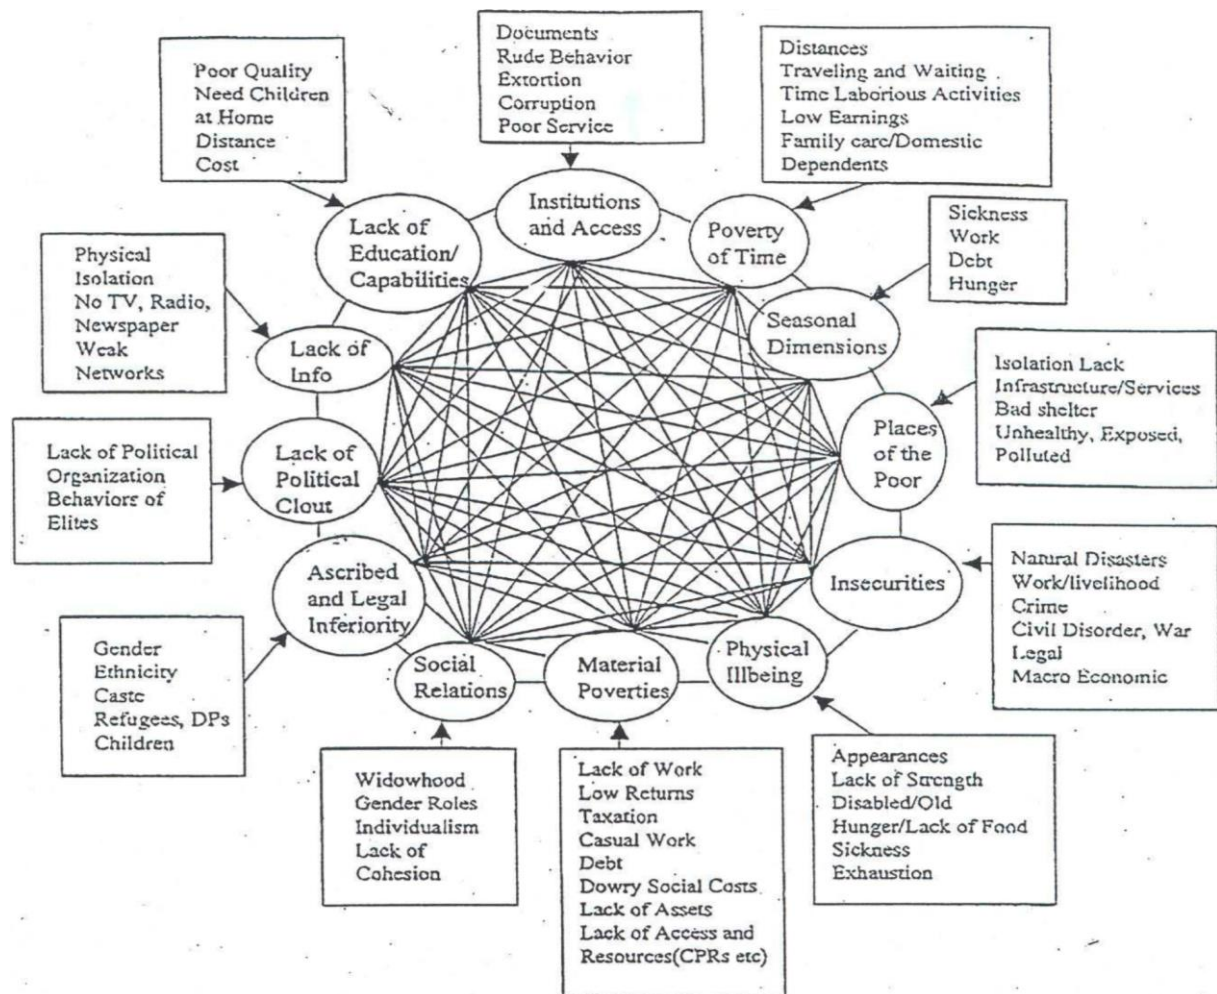 Documents
Rude Behavior
Extortion
Corruption
Poor Service
Poor Quality
Need Children
at Home
Distance
Cost
Distances
Traveling and Waiting
Time Laborious Activities
Low Earnings
Family care/Domestic
Dependents
Institutions
and Access
Lack of
Education/
Capabilities
Poverty
of Time
Sickness
Work
Debt
Hunger
Physical
Isolation
No TV, Radio,
Newspaper
Weak
Networks
Seasonal
Dimensions
Lack of
Info
Isolation Lack
Infrastructure/Services
Bad shelter
Unhealthy, Exposed,
Polluted
Places
of the
Poor
Lack of Political
Organization
Behaviors of
Elites
Lack of
Political
Clout
Ascribed
and Legal
Inferiority
Insecurities
Natural Disasters
Work/livelihood
Crime
Civil Disorder, War
Legal
Macro Economic
Gender
Ethnicity
Caste
Refugees, DPs
Children
Social
Relations
Material
Poverties
Physical
Illbeing
Widowhood
Gender Roles
Individualism
Lack of
Cohesion
Lack of Work
Low Returns
Taxation
Casual Work
Debt
Dowry Social Costs
Lack of Assets
Lack of Access and
Resources(CPRs etc)
Appearances
Lack of Strength
Disabled/Old
Hunger/Lack of Food
Sickness
Exhaustion